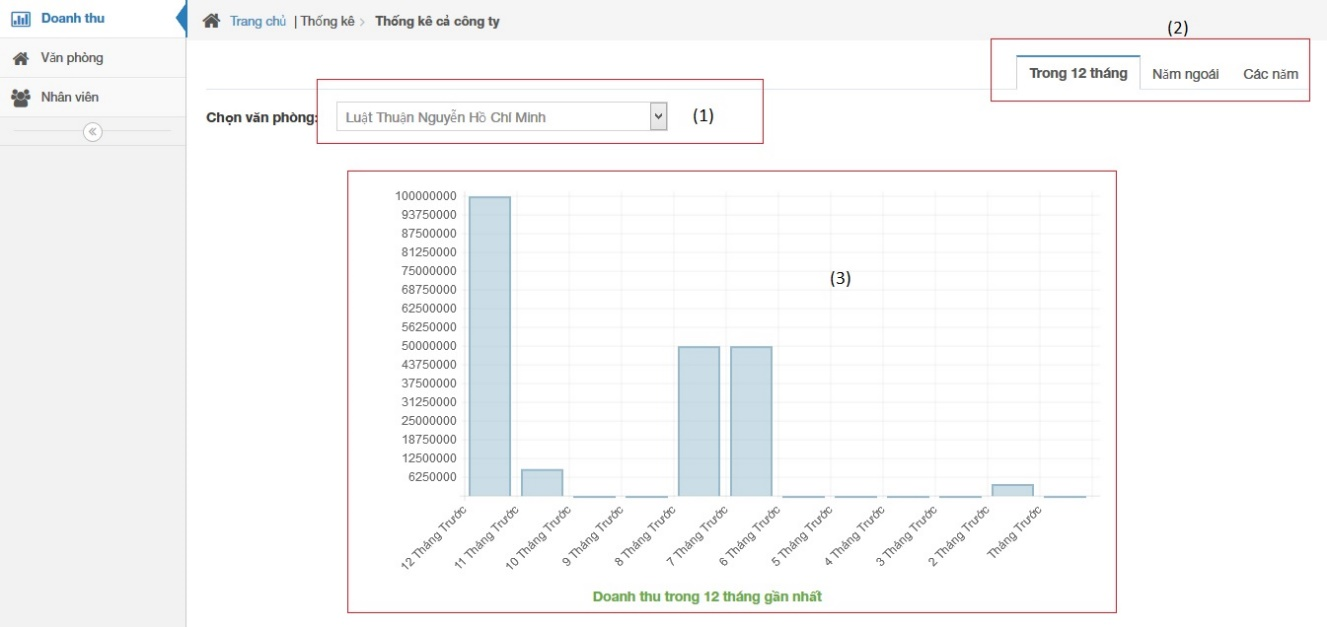 Doanh thu
Trang chủ | Thống kê > Thống kê cả công ty
(2)
Văn phòng
Nhân viên
Trong 12 tháng Năm ngoái Các năm
Chọn văn phòng: Luật Thuận Nguyễn Hồ Chí Minh (1)
100000000
93750000
87500000
81250000
75000000
68750000
62500000
56250000
50000000
43750000
37500000
31250000
25000000
18750000
12500000
6250000
(3)
12 Tháng Trước
11 Tháng Trước
10 Tháng Trước
9 Tháng Trước
8 Tháng Trước
7 Tháng Trước
6 Tháng Trước
5 Tháng Trước
4 Tháng Trước
3 Tháng Trước
2 Tháng Trước
Tháng Trước
Doanh thu trong 12 tháng gần nhất